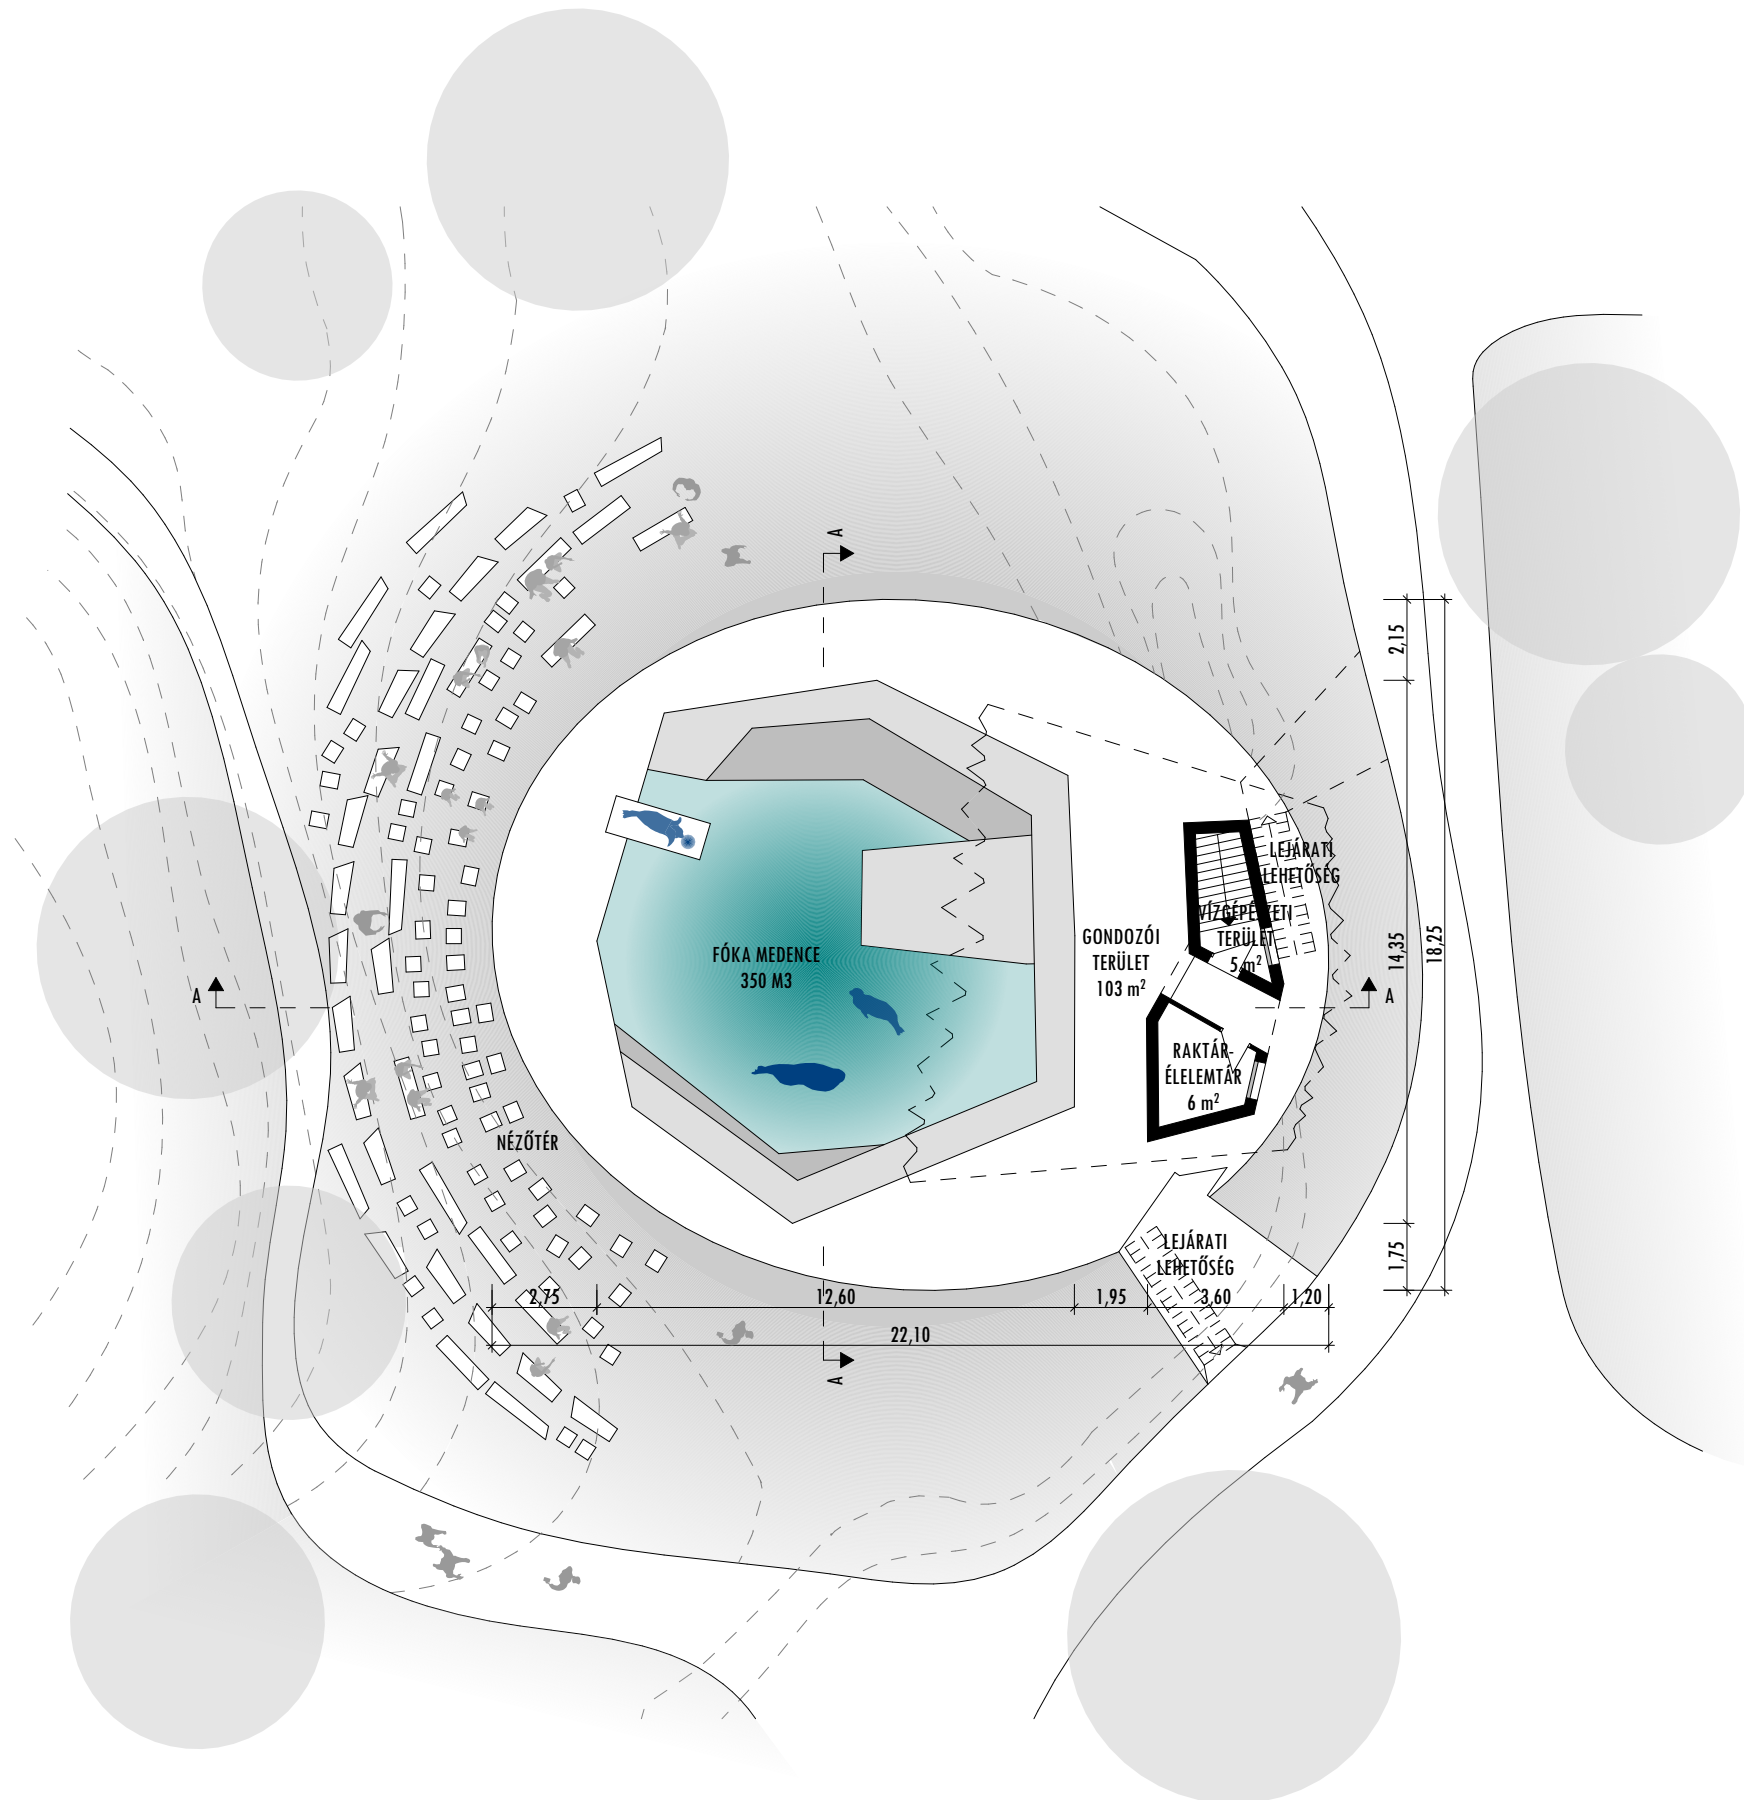 A
2,15
LEJÁRATI
LEHETŐSÉG
VÍZGÉPÉSZETI
TERÜLET
5 m²
GONDOZÓI
TERÜLET
103 m²
FÓKA MEDENCE
350 M3
14,35
18,25
A
A
RAKTÁR-
ÉLELEMTÁR
6 m²
NÉZŐTÉR
LEJÁRATI
LEHETŐSÉG
1,75
2,75
12,60
1,95
3,60
1,20
22,10
A